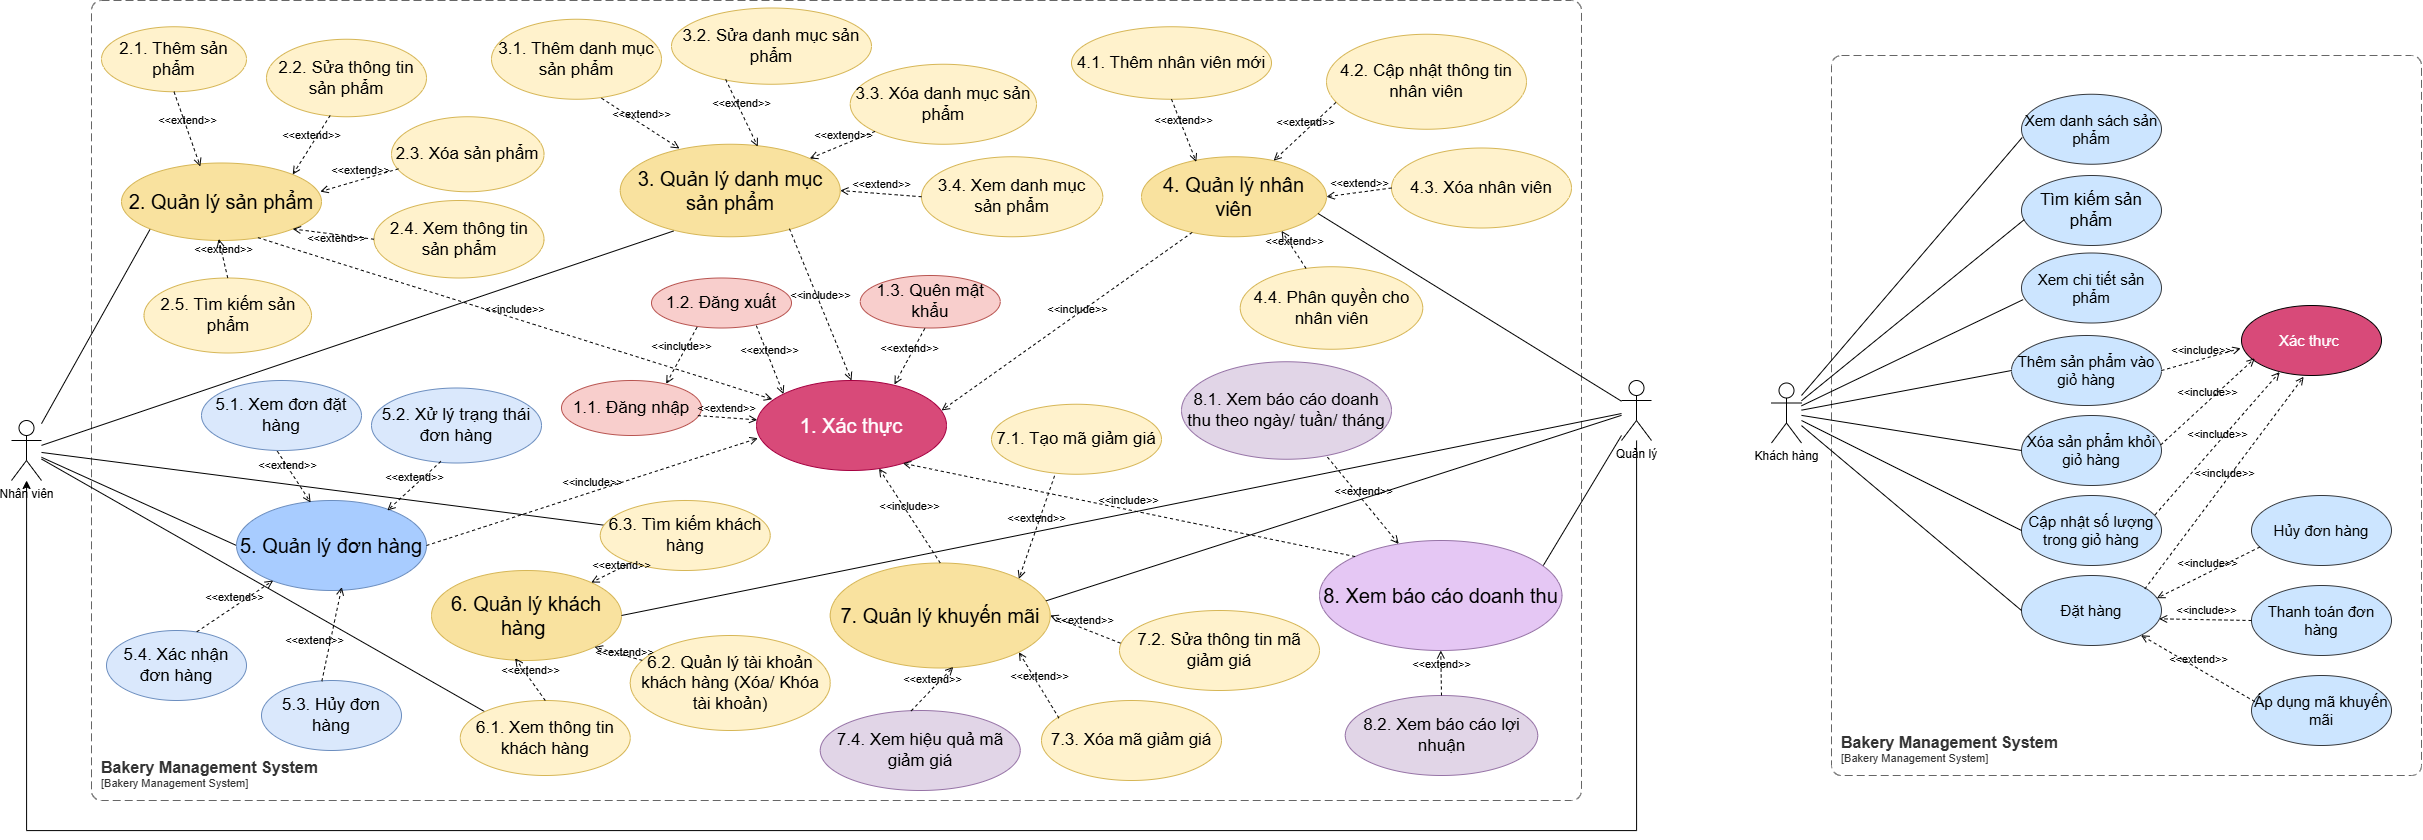 2.1. Thêm sản
phẩm
2.2. Sửa thông tin
sản phẩm
2.3. Xóa sản phẩm
2.4. Xem thông tin
sản phẩm
2.5. Tìm kiếm sản
phẩm
2. Quản lý sản phẩm
<<extend>>
<<extend>>
<<extend>>
<<extend>>
<<extend>>
<<include>>
3.1. Thêm danh mục
sản phẩm
3.2. Sửa danh mục sản
phẩm
3.3. Xóa danh mục sản
phẩm
3.4. Xem danh mục
sản phẩm
3. Quản lý danh mục
sản phẩm
<<extend>>
<<extend>>
<<extend>>
<<extend>>
<<include>>
4.1. Thêm nhân viên mới
4.2. Cập nhật thông tin
nhân viên
4.3. Xóa nhân viên
4.4. Phân quyền cho
nhân viên
4. Quản lý nhân
viên
<<extend>>
<<extend>>
<<extend>>
<<extend>>
<<include>>
1.2. Đăng xuất
1.3. Quên mật
khẩu
1.1. Đăng nhập
1. Xác thực
<<include>>
<<extend>>
<<extend>>
<<extend>>
5.1. Xem đơn đặt
hàng
5.2. Xử lý trạng thái
đơn hàng
5. Quản lý đơn hàng
5.4. Xác nhận
đơn hàng
5.3. Hủy đơn
hàng
<<extend>>
<<extend>>
<<extend>>
<<extend>>
<<include>>
6.3. Tìm kiếm khách
hàng
6. Quản lý khách
hàng
6.2. Quản lý tài khoản
khách hàng (Xóa/ Khóa
tài khoản)
6.1. Xem thông tin
khách hàng
<<extend>>
<<extend>>
<<extend>>
7.1. Tạo mã giảm giá
7. Quản lý khuyến mãi
7.2. Sửa thông tin mã
giảm giá
7.3. Xóa mã giảm giá
7.4. Xem hiệu quả mã
giảm giá
<<include>>
<<extend>>
<<extend>>
<<extend>>
<<extend>>
8.1. Xem báo cáo doanh
thu theo ngày/ tuần/ tháng
8. Xem báo cáo doanh thu
8.2. Xem báo cáo lợi
nhuận
<<extend>>
<<include>>
<<extend>>
Nhân viên
Quản lý
Bakery Management System
[Bakery Management System]
Khách hàng
Xem danh sách sản
phẩm
Tìm kiếm sản
phẩm
Xem chi tiết sản
phẩm
Thêm sản phẩm vào
giỏ hàng
Xóa sản phẩm khỏi
giỏ hàng
Cập nhật số lượng
trong giỏ hàng
Đặt hàng
Xác thực
<<include>>
<<include>>
<<include>>
<<include>>
Hủy đơn hàng
Thanh toán đơn
hàng
Áp dụng mã khuyến
mãi
<<include>>
<<include>>
<<extend>>
Bakery Management System
[Bakery Management System]